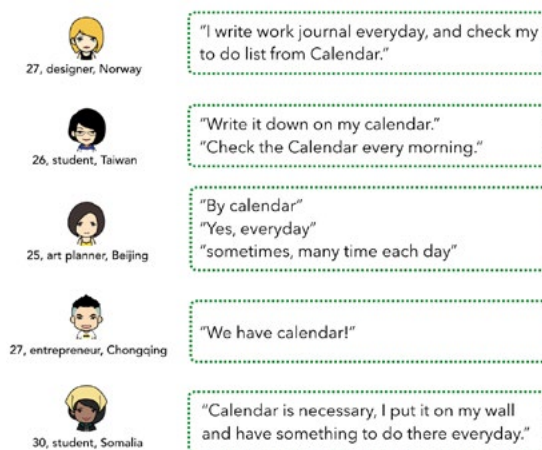 "I write work journal everyday, and check my
to do list from Calendar."
27, designer, Norway
"Write it down on my calendar."
"Check the Calendar every morning."
26, student, Taiwan
"By calendar"
"Yes, everyday"
"sometimes, many time each day"
25, art planner, Beijing
"We have calendar!"
27, entrepreneur, Chongqing
"Calendar is necessary, I put it on my wall
and have something to do there everyday."
30, student, Somalia